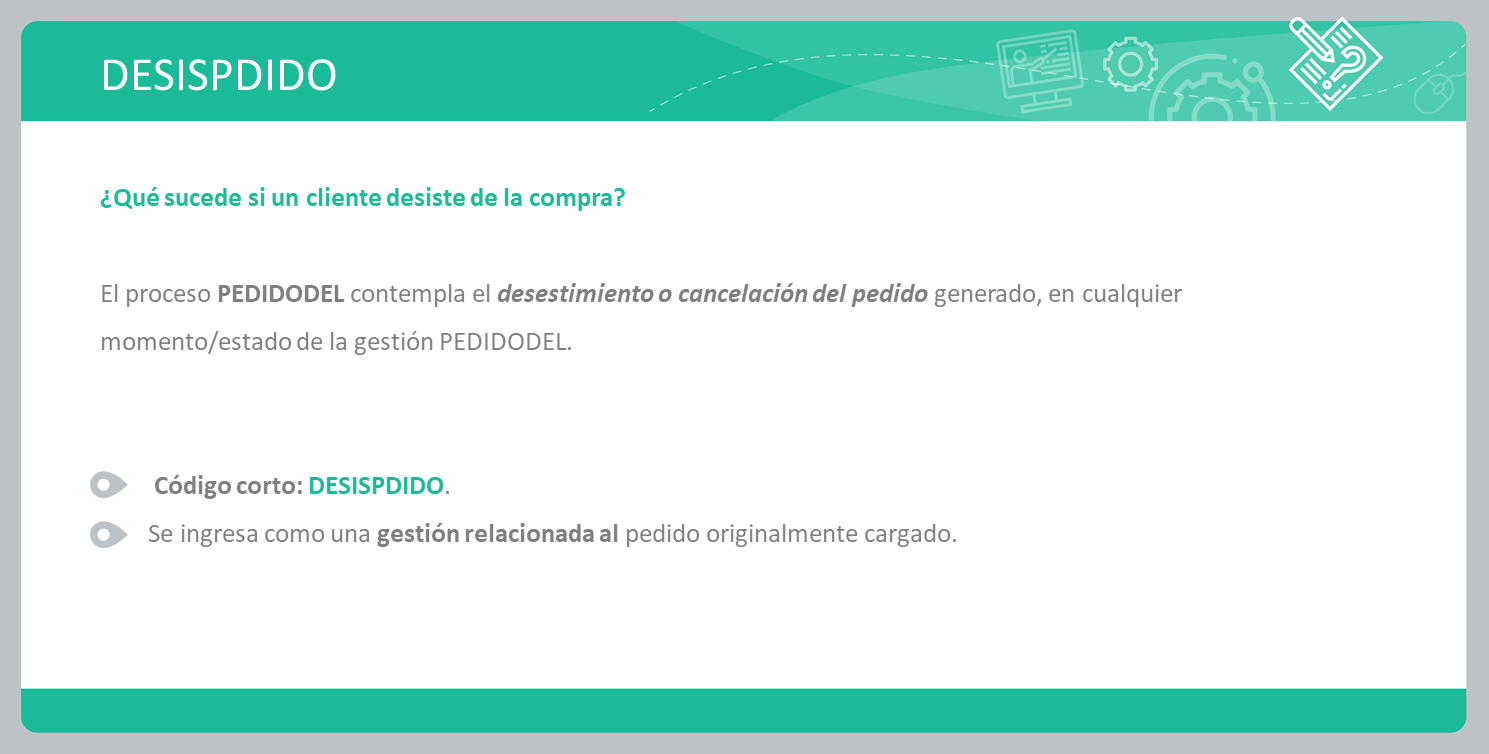 DESISPDIDO
¿Qué sucede si un cliente desiste de la compra?
El proceso PEDIDODEL contempla el desestimiento o cancelación del pedido generado, en cualquier
momento/estado de la gestión PEDIDODEL.
Código corto: DESISPDIDO.
Se ingresa como una gestión relacionada al pedido originalmente cargado.